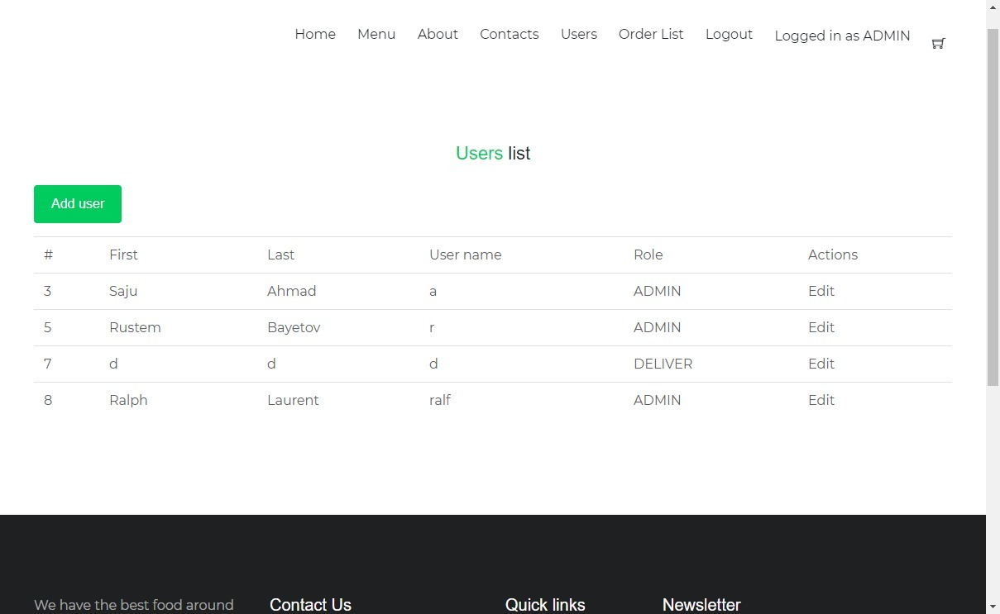 Home Menu About Contacts Users Order List Logout Logged in as ADMIN
Users list
Add user
# First Last User name Role Actions
3 Saju Ahmad a ADMIN Edit
5 Rustem Bayetov r ADMIN Edit
7 d d d DELIVER Edit
8 Ralph Laurent ralf ADMIN Edit
We have the best food around Contact Us Quick links Newsletter